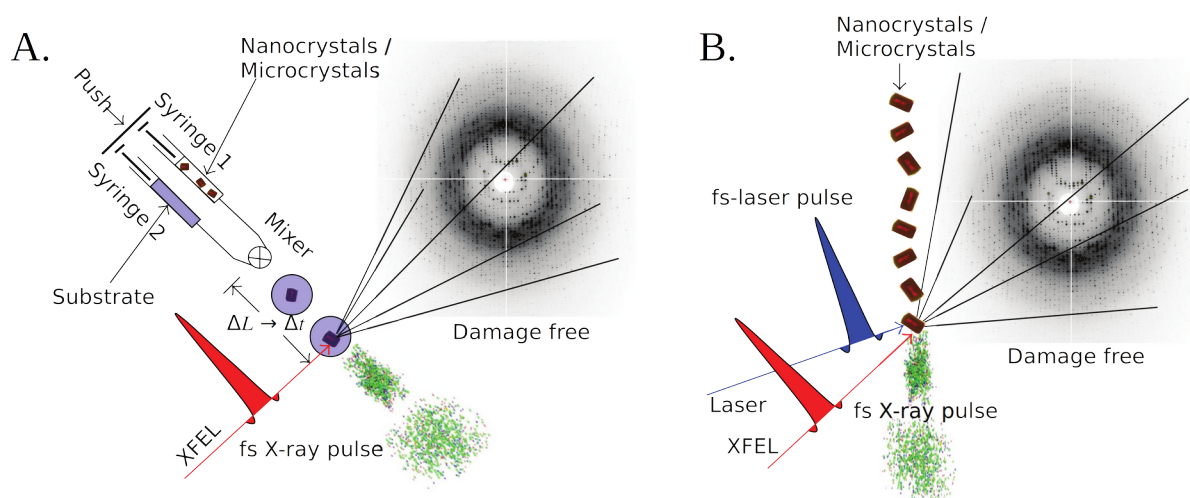 A.
Nanocrystals /
Microcrystals
Push
Syringe 1
Syringe 2
Mixer
Substrate
ΔL → Δt
Damage free
XFEL
fs X-ray pulse
B.
Nanocrystals /
Microcrystals
fs-laser pulse
Damage free
Laser
fs X-ray pulse
XFEL